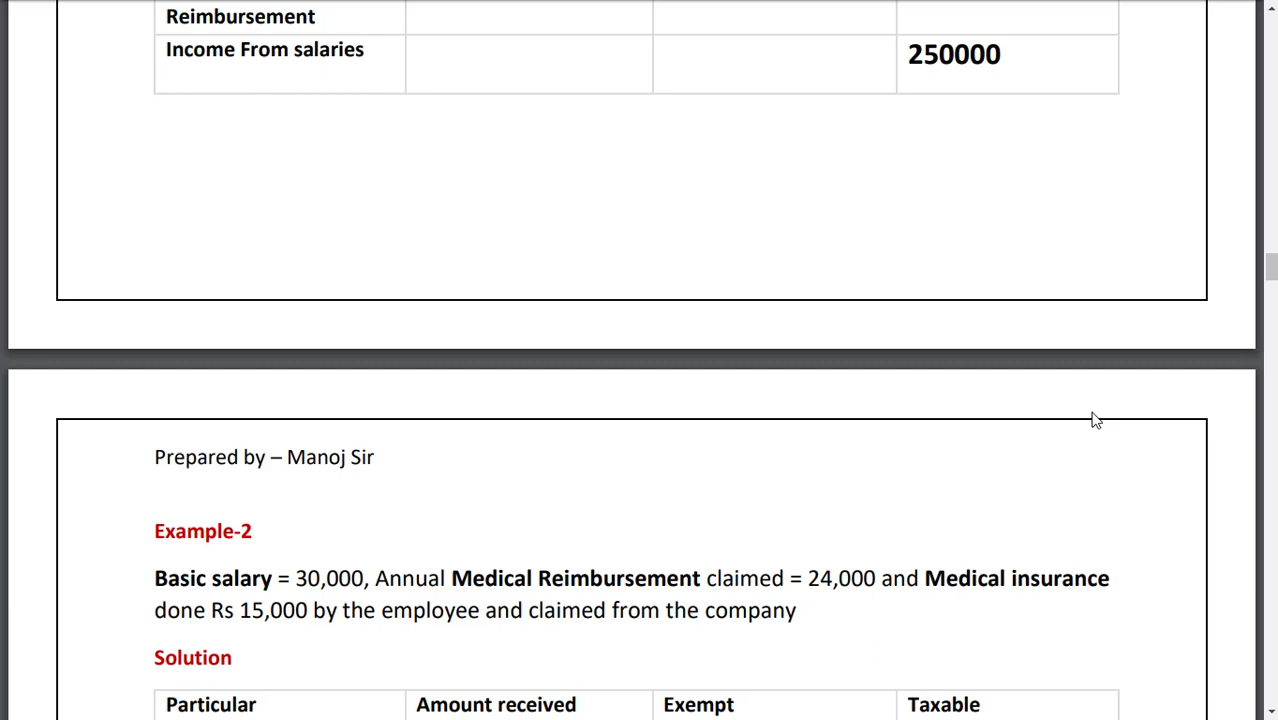 Reimbursement
Income From salaries 250000
Prepared by – Manoj Sir
Example-2
Basic salary = 30,000, Annual Medical Reimbursement claimed = 24,000 and Medical insurance
done Rs 15,000 by the employee and claimed from the company
Solution
Particular Amount received Exempt Taxable